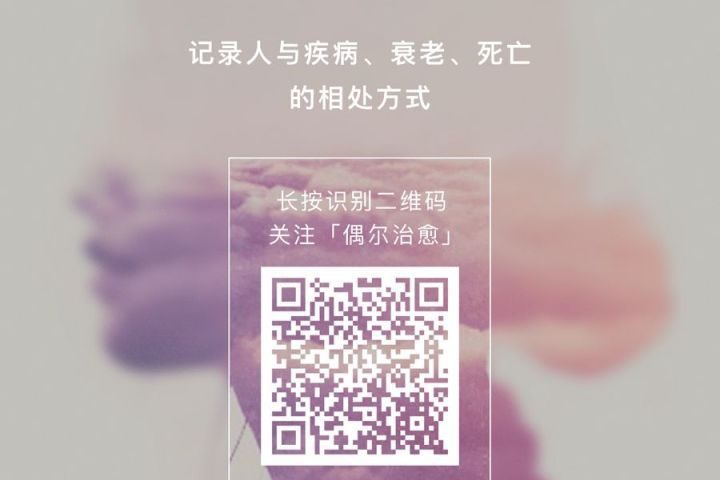 记录人与疾病、衰老、死亡
的相处方式
长按识别二维码
关注「偶尔治愈」